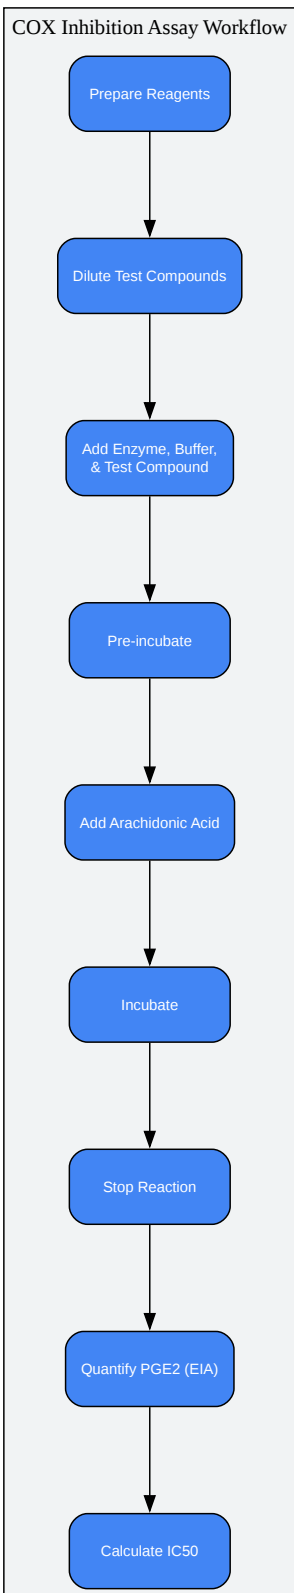 COX Inhibition Assay Workflow
Prepare Reagents
Dilute Test Compounds
Add Enzyme, Buffer,
& Test Compound
Pre-incubate
Add Arachidonic Acid
Incubate
Stop Reaction
Quantify PGE2 (EIA)
Calculate IC50